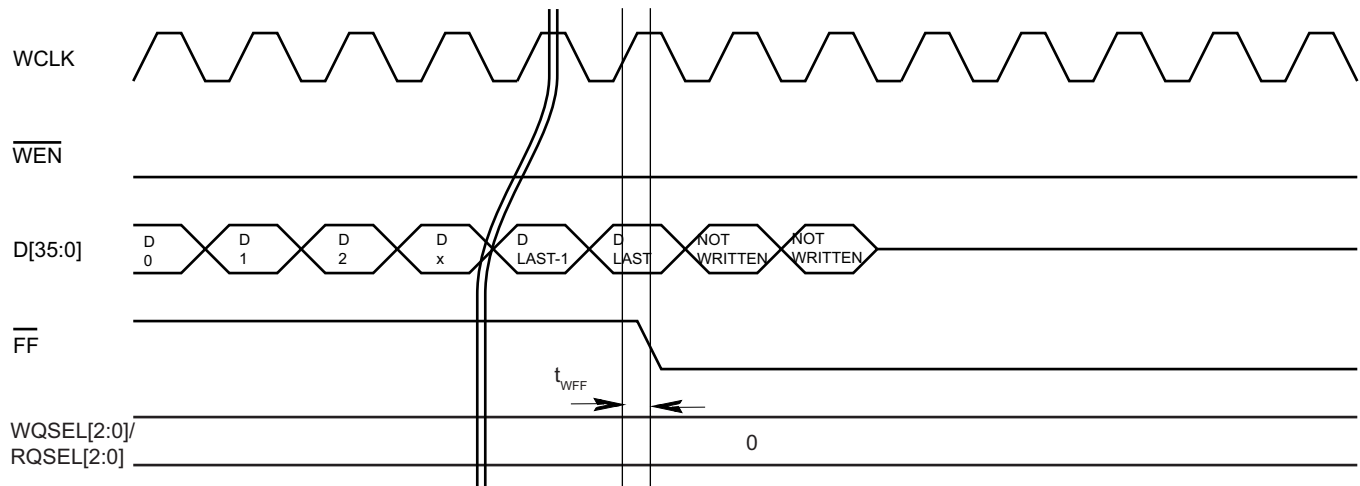 WCLK
WEN
D[35:0]
D D D D D D NOT NOT
0 1 2 x LAST-1 LAST WRITTEN WRITTEN
FF
tWFF
WQSEL[2:0]/
RQSEL[2:0]
0